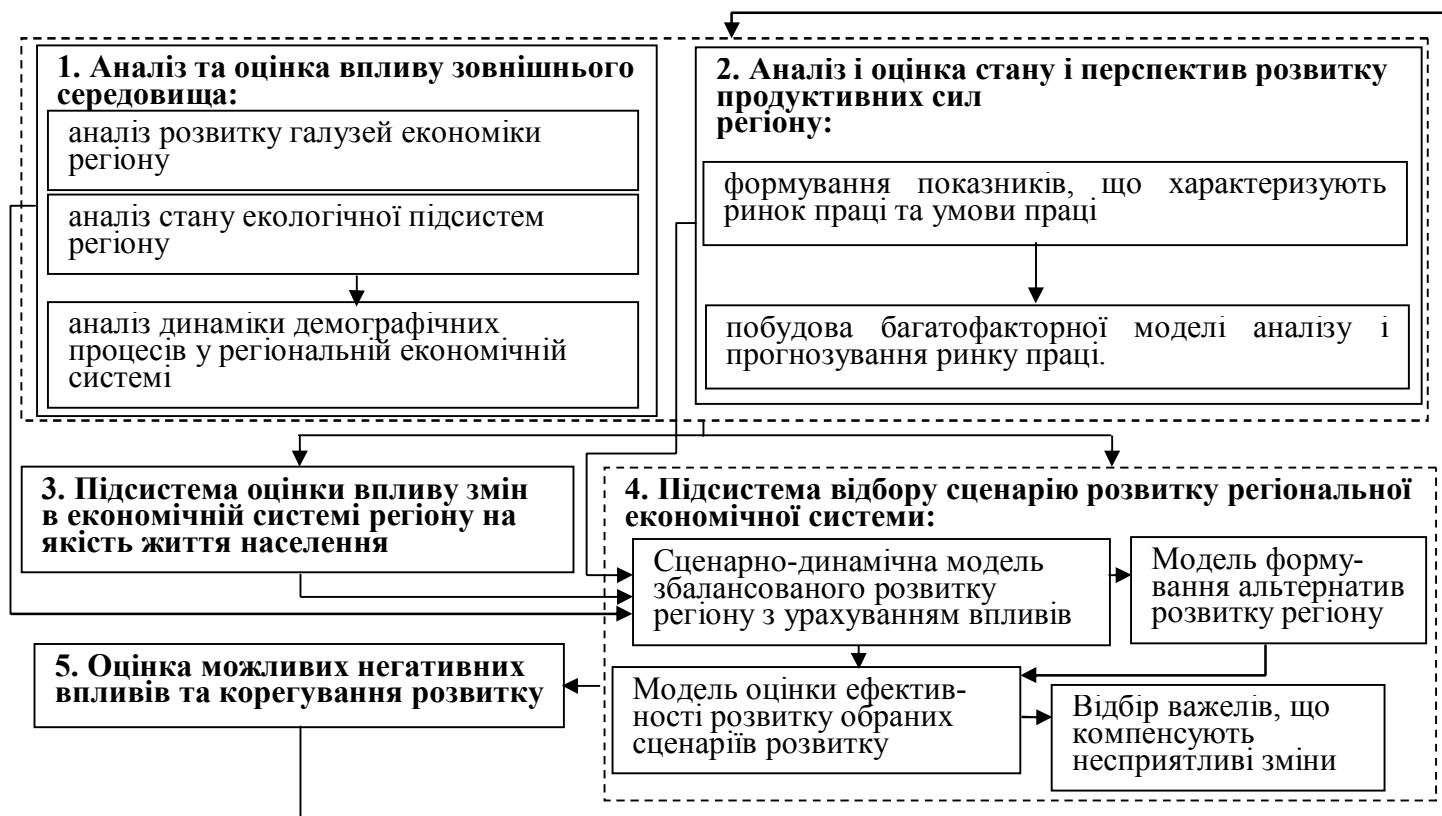 1. Аналіз та оцінка впливу зовнішнього
середовища:
аналіз розвитку галузей економіки
регіону
аналіз стану екологічної підсистем
регіону
аналіз динаміки демографічних
процесів у регіональній економічній
системі
2. Аналіз і оцінка стану і перспектив розвитку
продуктивних сил
регіону:
формування показників, що характеризують
ринок праці та умови праці
побудова багатофакторної моделі аналізу і
прогнозування ринку праці.
3. Підсистема оцінки впливу змін
в економічній системі регіону на
якість життя населення
4. Підсистема відбору сценарію розвитку регіональної
економічної системи:
Сценарно-динамічна модель
збалансованого розвитку
регіону з урахуванням впливів
Модель форму-
вання альтернатив
розвитку регіону
5. Оцінка можливих негативних
впливів та корегування розвитку
Модель оцінки ефектив-
ності розвитку обраних
сценаріїв розвитку
Відбір важелів, що
компенсують
несприятливі зміни